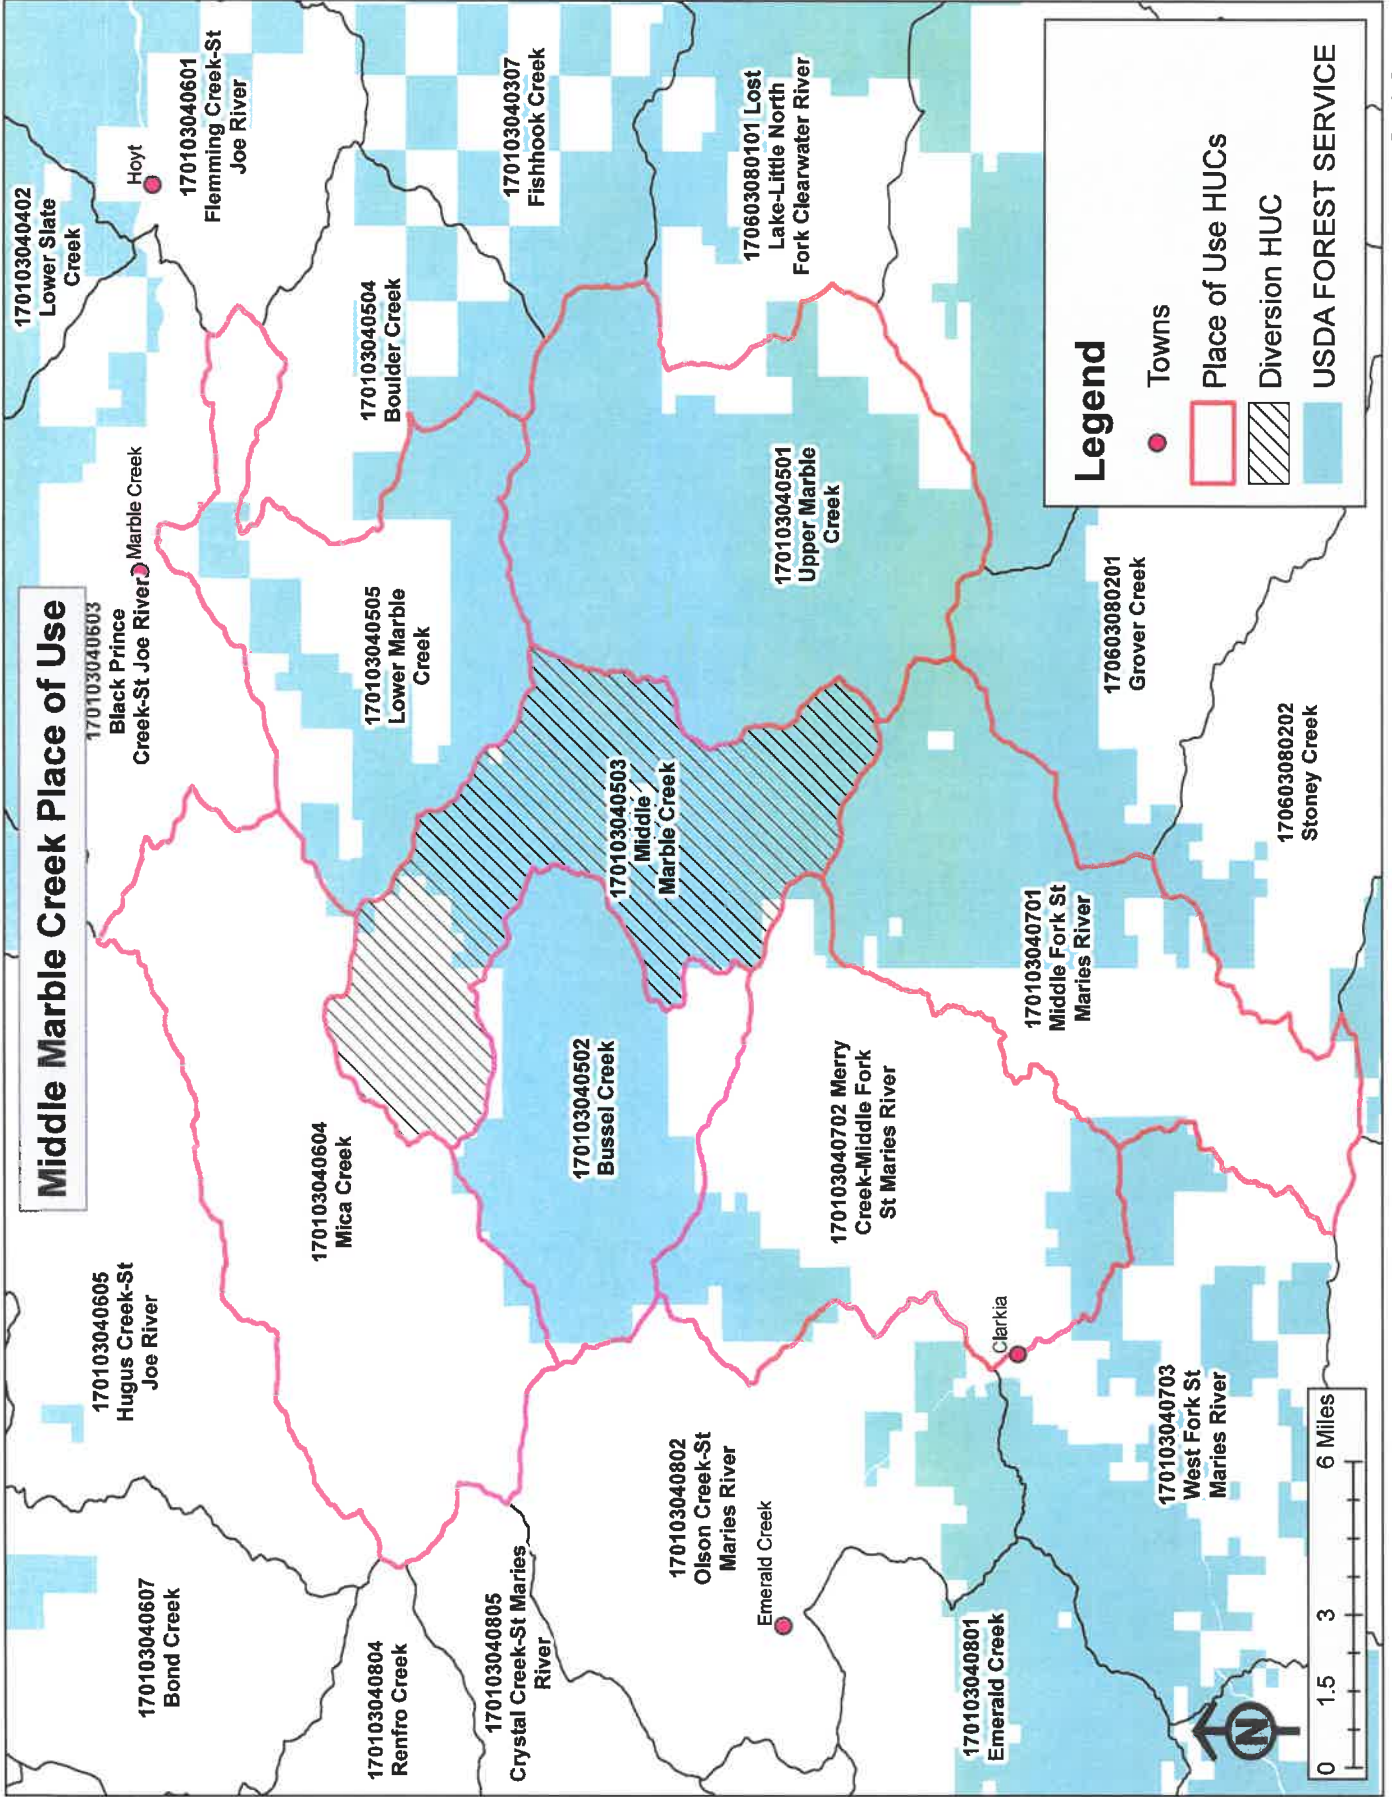 Middle Marble Creek Place of Use
170103040402
Lower Slate
Creek
Hoyt
170103040601
Flemming Creek-St
Joe River
170103040603
Black Prince
Creek-St Joe River
Marble Creek
170103040605
Hugus Creek-St
Joe River
170103040607
Bond Creek
170103040604
Mica Creek
170103040505
Lower Marble
Creek
170103040504
Boulder Creek
170103040307
Fishhook Creek
170103040804
Renfro Creek
170103040805
Crystal Creek-St Maries
River
170103040502
Bussel Creek
170103040503
Middle
Marble Creek
170103040501
Upper Marble
Creek
170603080101 Lost
Lake-Little North
Fork Clearwater River
170103040802
Olson Creek-St
Maries River
Emerald Creek
170103040702 Merry
Creek-Middle Fork
St Maries River
170103040801
Emerald Creek
Clarkia
170103040701
Middle Fork St
Maries River
170603080201
Grover Creek
170103040703
West Fork St
Maries River
170603080202
Stoney Creek
Legend
Towns
Place of Use HUCs
Diversion HUC
USDA FOREST SERVICE
N
0 1.5 3 6 Miles